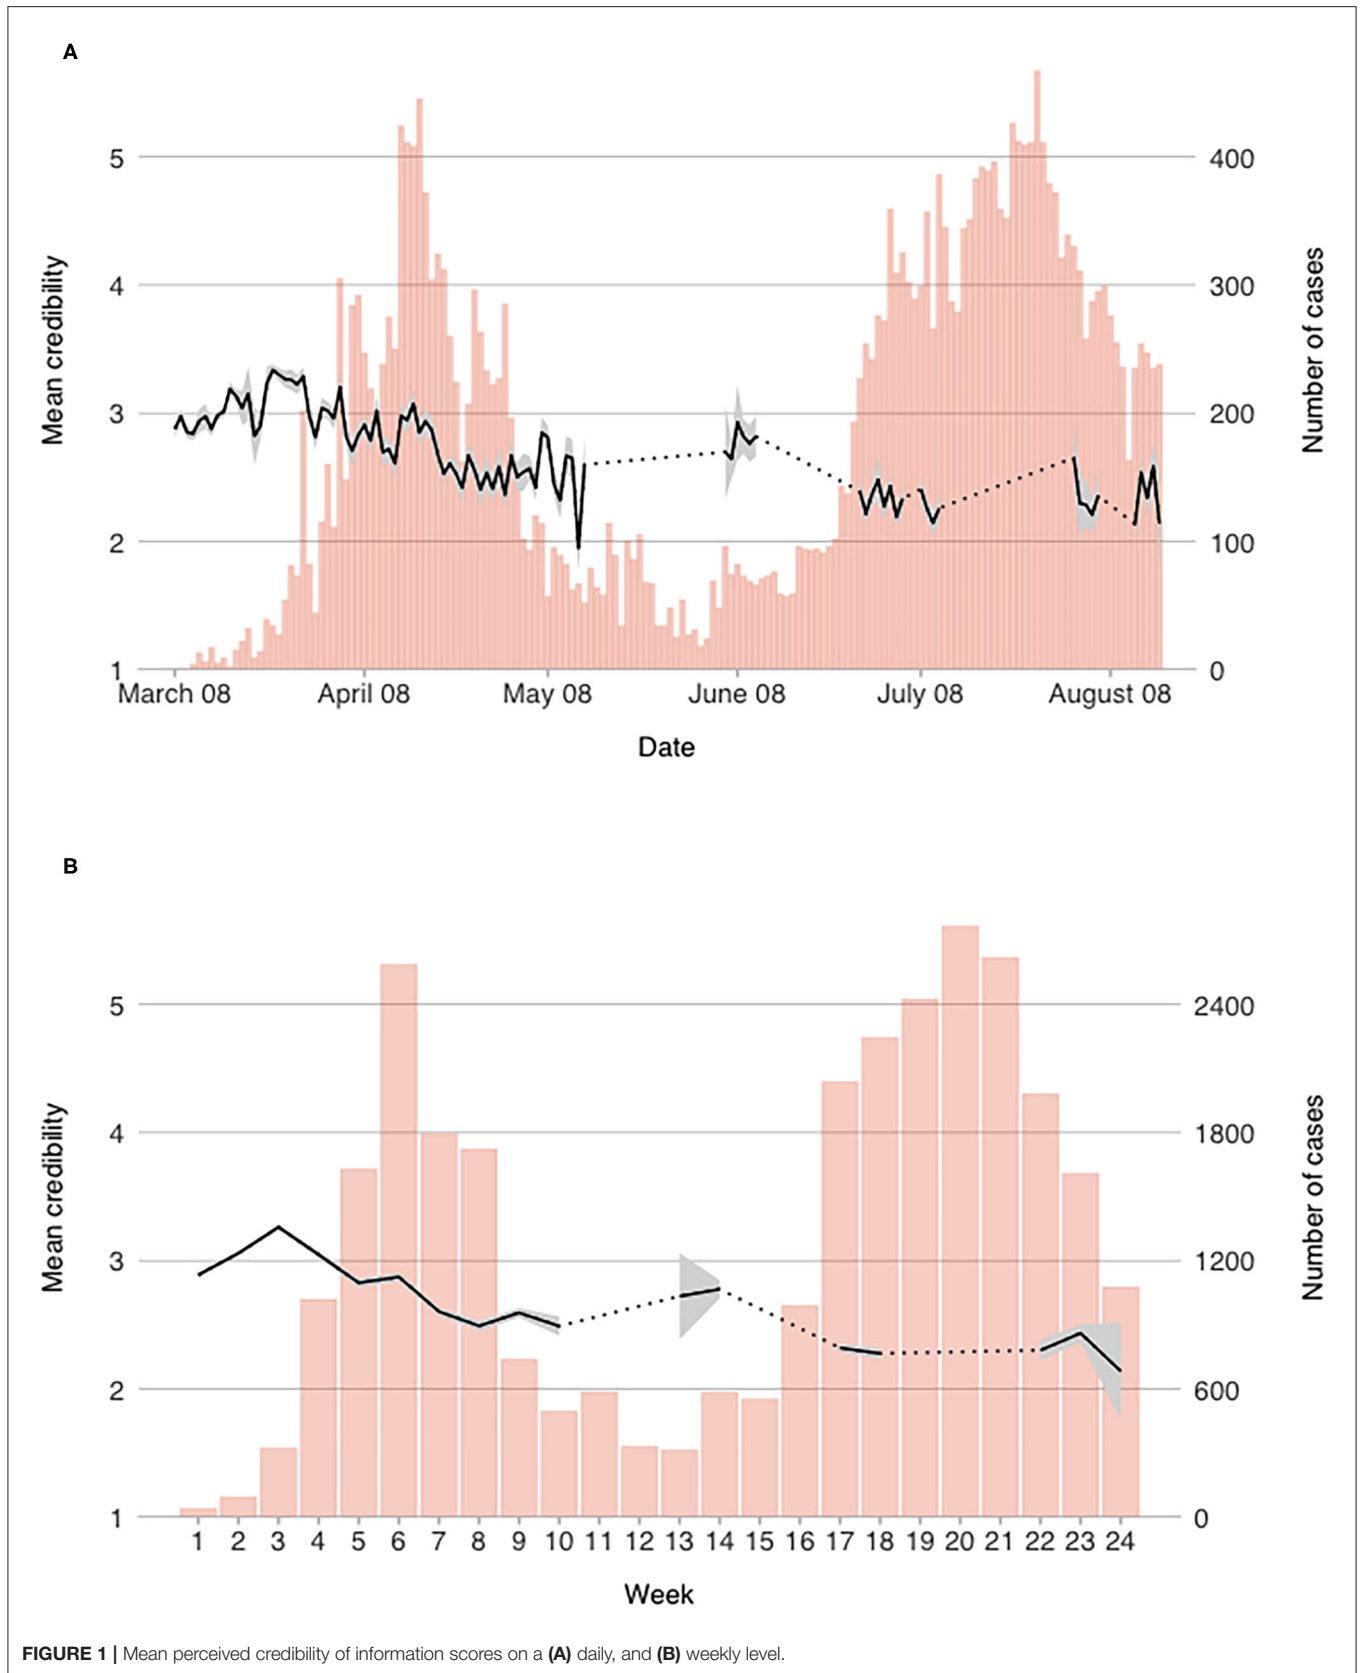 A
Mean credibility
5
4
3
2
1
400
300
200
100
0
Number of cases
March 08 April 08 May 08 June 08 July 08 August 08
Date
B
Mean credibility
5
4
3
2
1
2400
1800
1200
600
0
Number of cases
1 2 3 4 5 6 7 8 9 10 11 12 13 14 15 16 17 18 19 20 21 22 23 24
Week
FIGURE 1 | Mean perceived credibility of information scores on a (A) daily, and (B) weekly level.